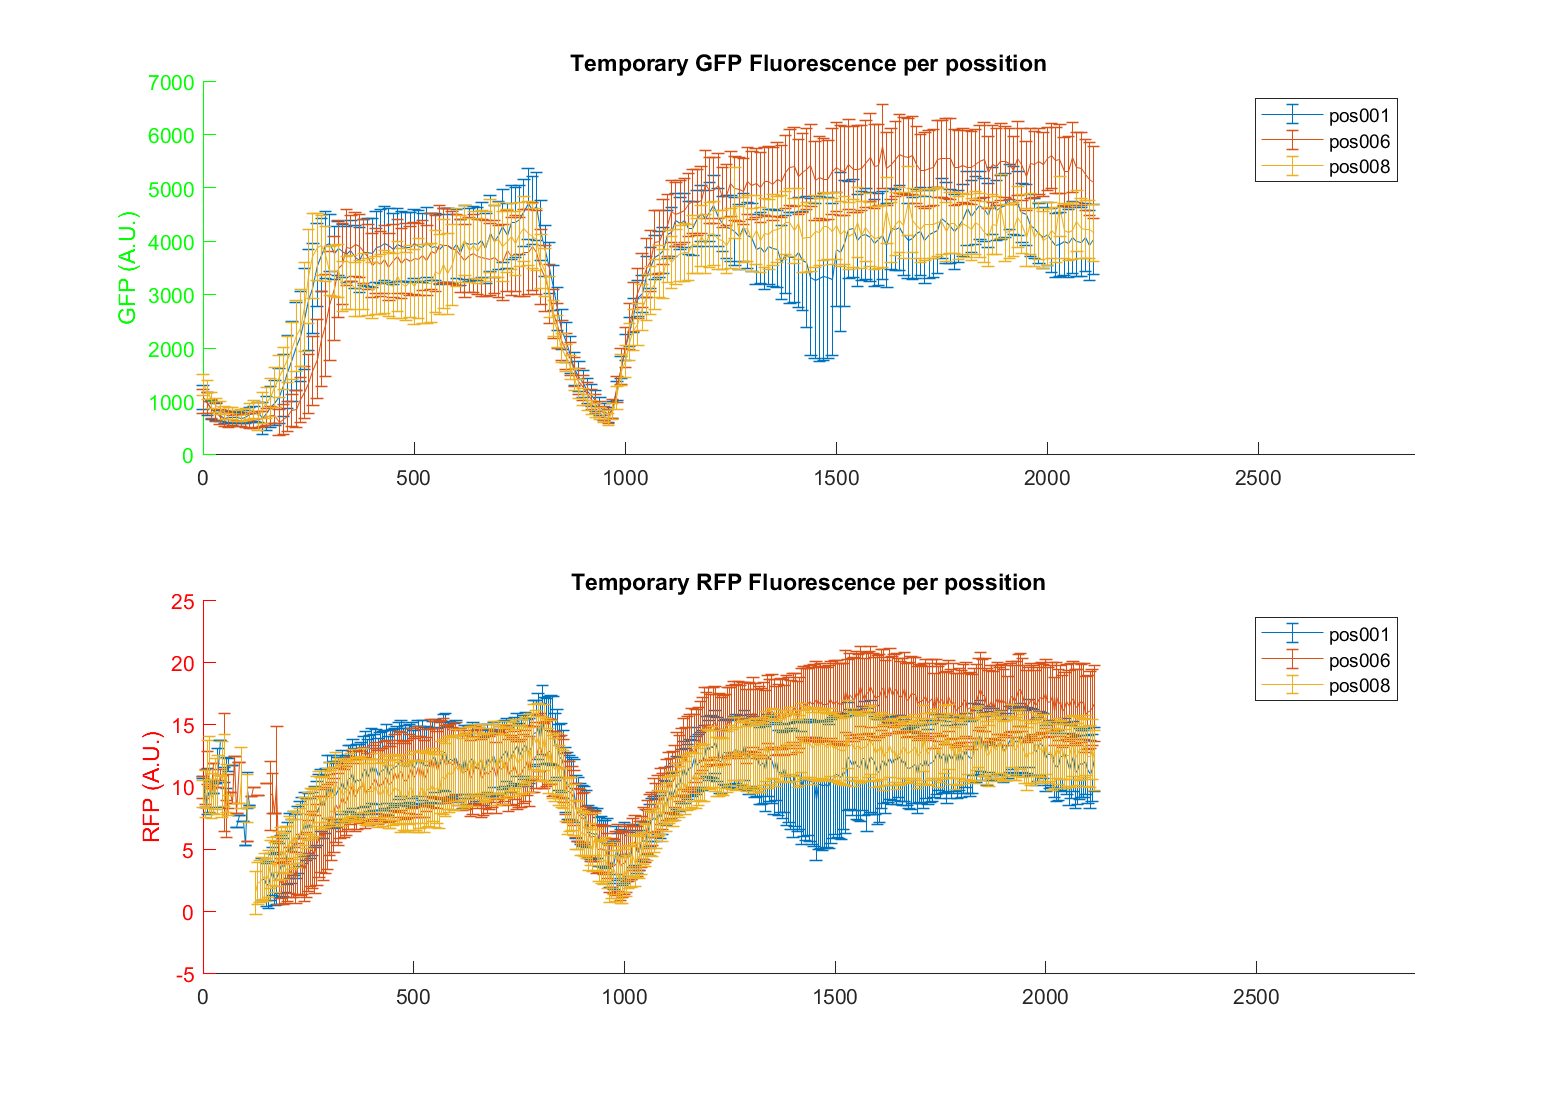 Temporary GFP Fluorescence per possition
7000
6000
5000
4000
3000
2000
1000
0
GFP (A.U.)
0 500 1000 1500 2000 2500
pos001
pos006
pos008
Temporary RFP Fluorescence per possition
25
20
15
10
5
0
-5
RFP (A.U.)
0 500 1000 1500 2000 2500
pos001
pos006
pos008